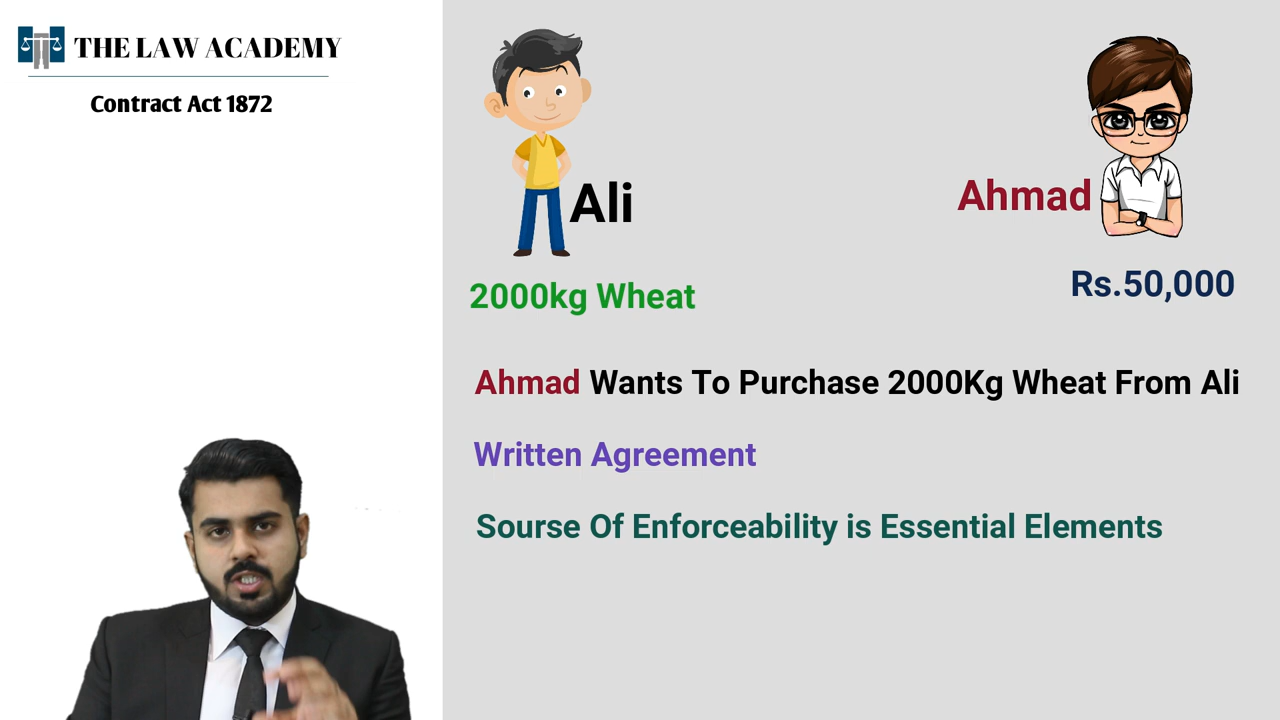 THE LAW ACADEMY
Contract Act 1872
Ali
Ahmad
2000kg Wheat
Rs.50,000
Ahmad Wants To Purchase 2000Kg Wheat From Ali
Written Agreement
Sourse Of Enforceability is Essential Elements